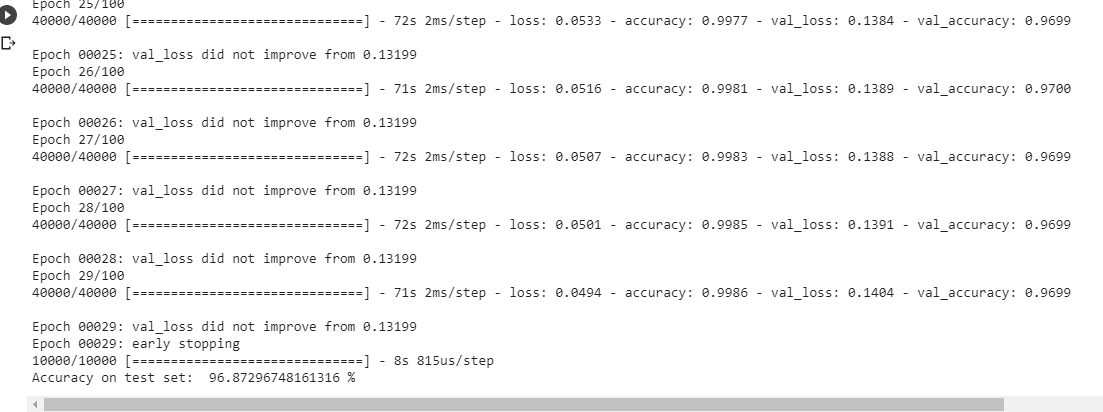 Epoch 25/100
40000/40000 [==============================] - 72s 2ms/step - loss: 0.0533 - accuracy: 0.9977 - val_loss: 0.1384 - val_accuracy: 0.9699
Epoch 00025: val_loss did not improve from 0.13199
Epoch 26/100
40000/40000 [==============================] - 71s 2ms/step - loss: 0.0516 - accuracy: 0.9981 - val_loss: 0.1389 - val_accuracy: 0.9700
Epoch 00026: val_loss did not improve from 0.13199
Epoch 27/100
40000/40000 [==============================] - 72s 2ms/step - loss: 0.0507 - accuracy: 0.9983 - val_loss: 0.1388 - val_accuracy: 0.9699
Epoch 00027: val_loss did not improve from 0.13199
Epoch 28/100
40000/40000 [==============================] - 72s 2ms/step - loss: 0.0501 - accuracy: 0.9985 - val_loss: 0.1391 - val_accuracy: 0.9699
Epoch 00028: val_loss did not improve from 0.13199
Epoch 29/100
40000/40000 [==============================] - 71s 2ms/step - loss: 0.0494 - accuracy: 0.9986 - val_loss: 0.1404 - val_accuracy: 0.9699
Epoch 00029: val_loss did not improve from 0.13199
Epoch 00029: early stopping
10000/10000 [==============================] - 8s 815us/step
Accuracy on test set:  96.87296748161316 %